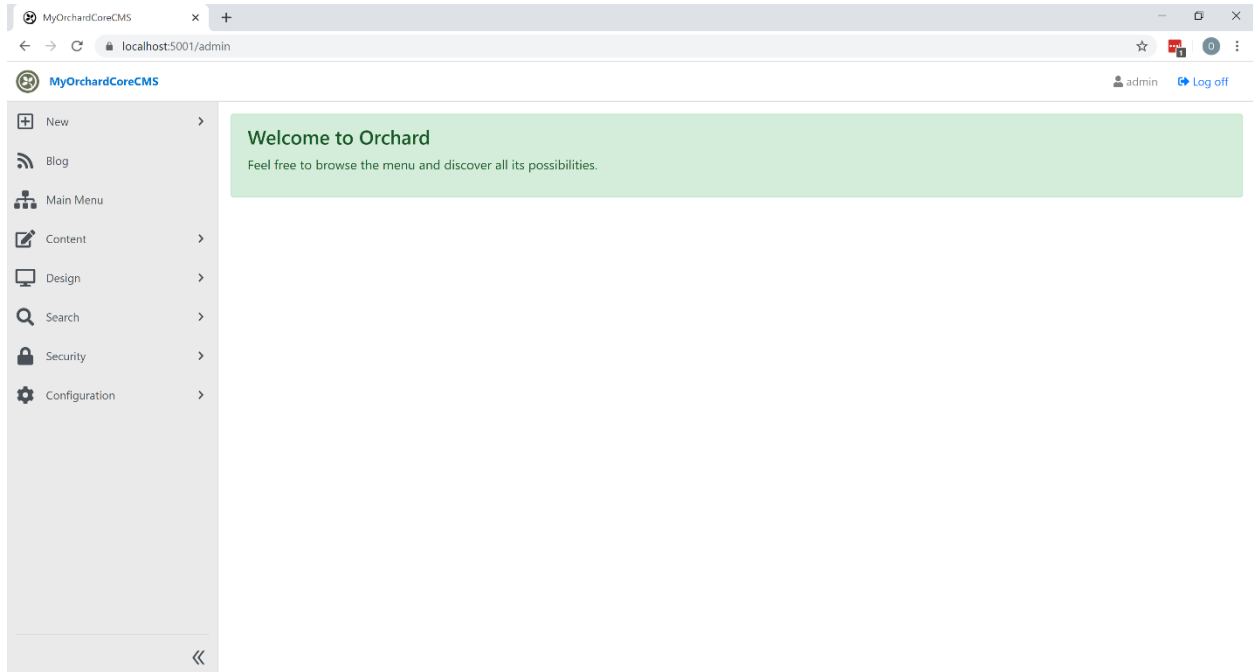 MyOrchardCoreCMS
localhost:5001/admin
1
O
MyOrchardCoreCMS
admin
Log off
New
Blog
Main Menu
Content
Design
Search
Security
Configuration
Welcome to Orchard
Feel free to browse the menu and discover all its possibilities.